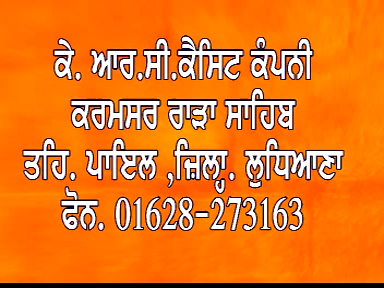 ਕੇ. ਆਰ.ਸੀ.ਕੈਸਿਟ ਕੰਪਨੀ
ਕਰਮਸਰ ਰਾੜਾ ਸਾਹਿਬ
ਤਹਿ. ਪਾਇਲ ,ਜ਼ਿਲ੍ਹਾ. ਲੁਧਿਆਣਾ
ਫੋਨ. 01628-273163